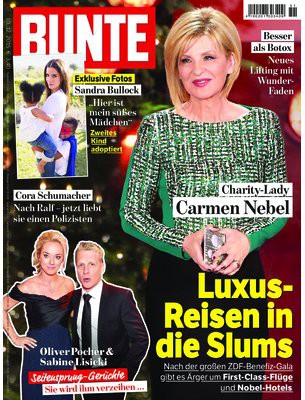 BUNTE
Exklusive Fotos
Sandra Bullock
„Hier ist
mein süßes
Mädchen“
Zweites
Kind
adoptiert
Besser
als Botox
Neues
Lifting mit
Wunder-
Faden
Cora Schumacher
Nach Ralf – jetzt liebt
sie einen Polizisten
Charity-Lady
Carmen Nebel
Luxus-
Reisen in
die Slums
Nach der großen ZDF-Benefiz-Gala
gibt es Ärger um First-Class-Flüge
und Nobel-Hotels
Oliver Pocher &
Sabine Lisicki
Seitensprung-Gerüchte
Sie wird ihm verzeihen ...